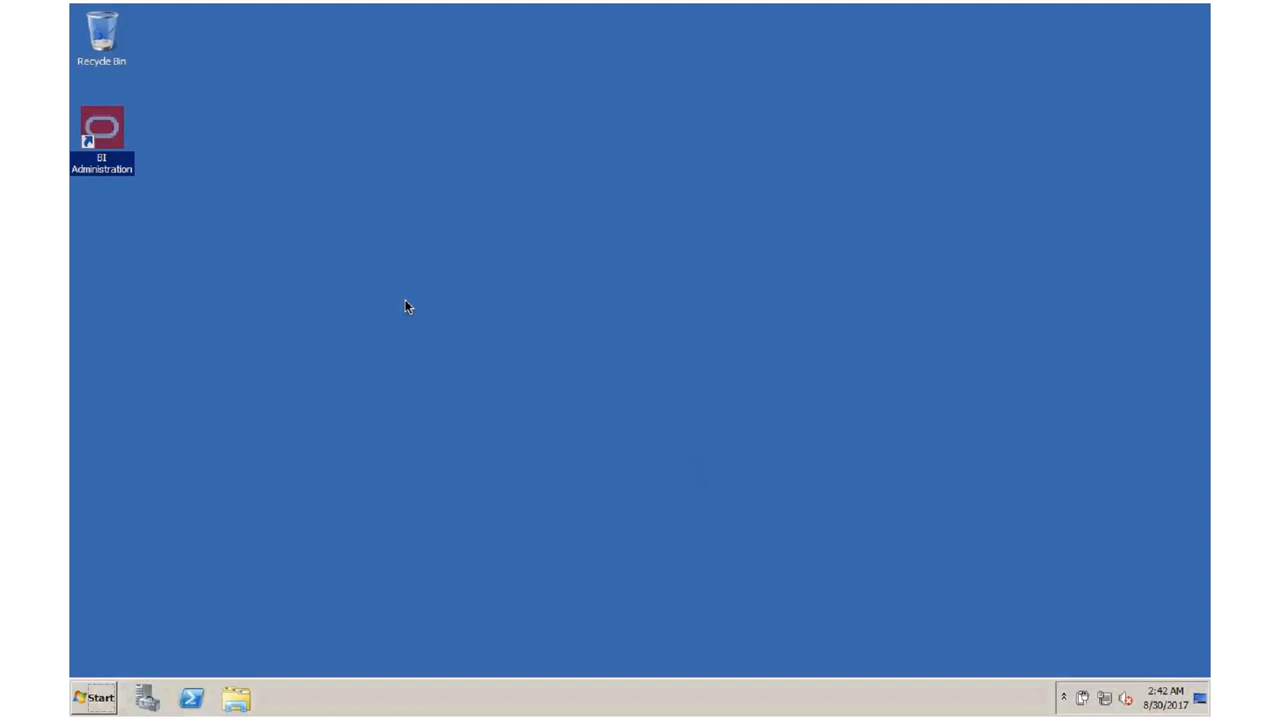 Recycle Bin
BI
Administration
Start
2:42 AM
8/30/2017